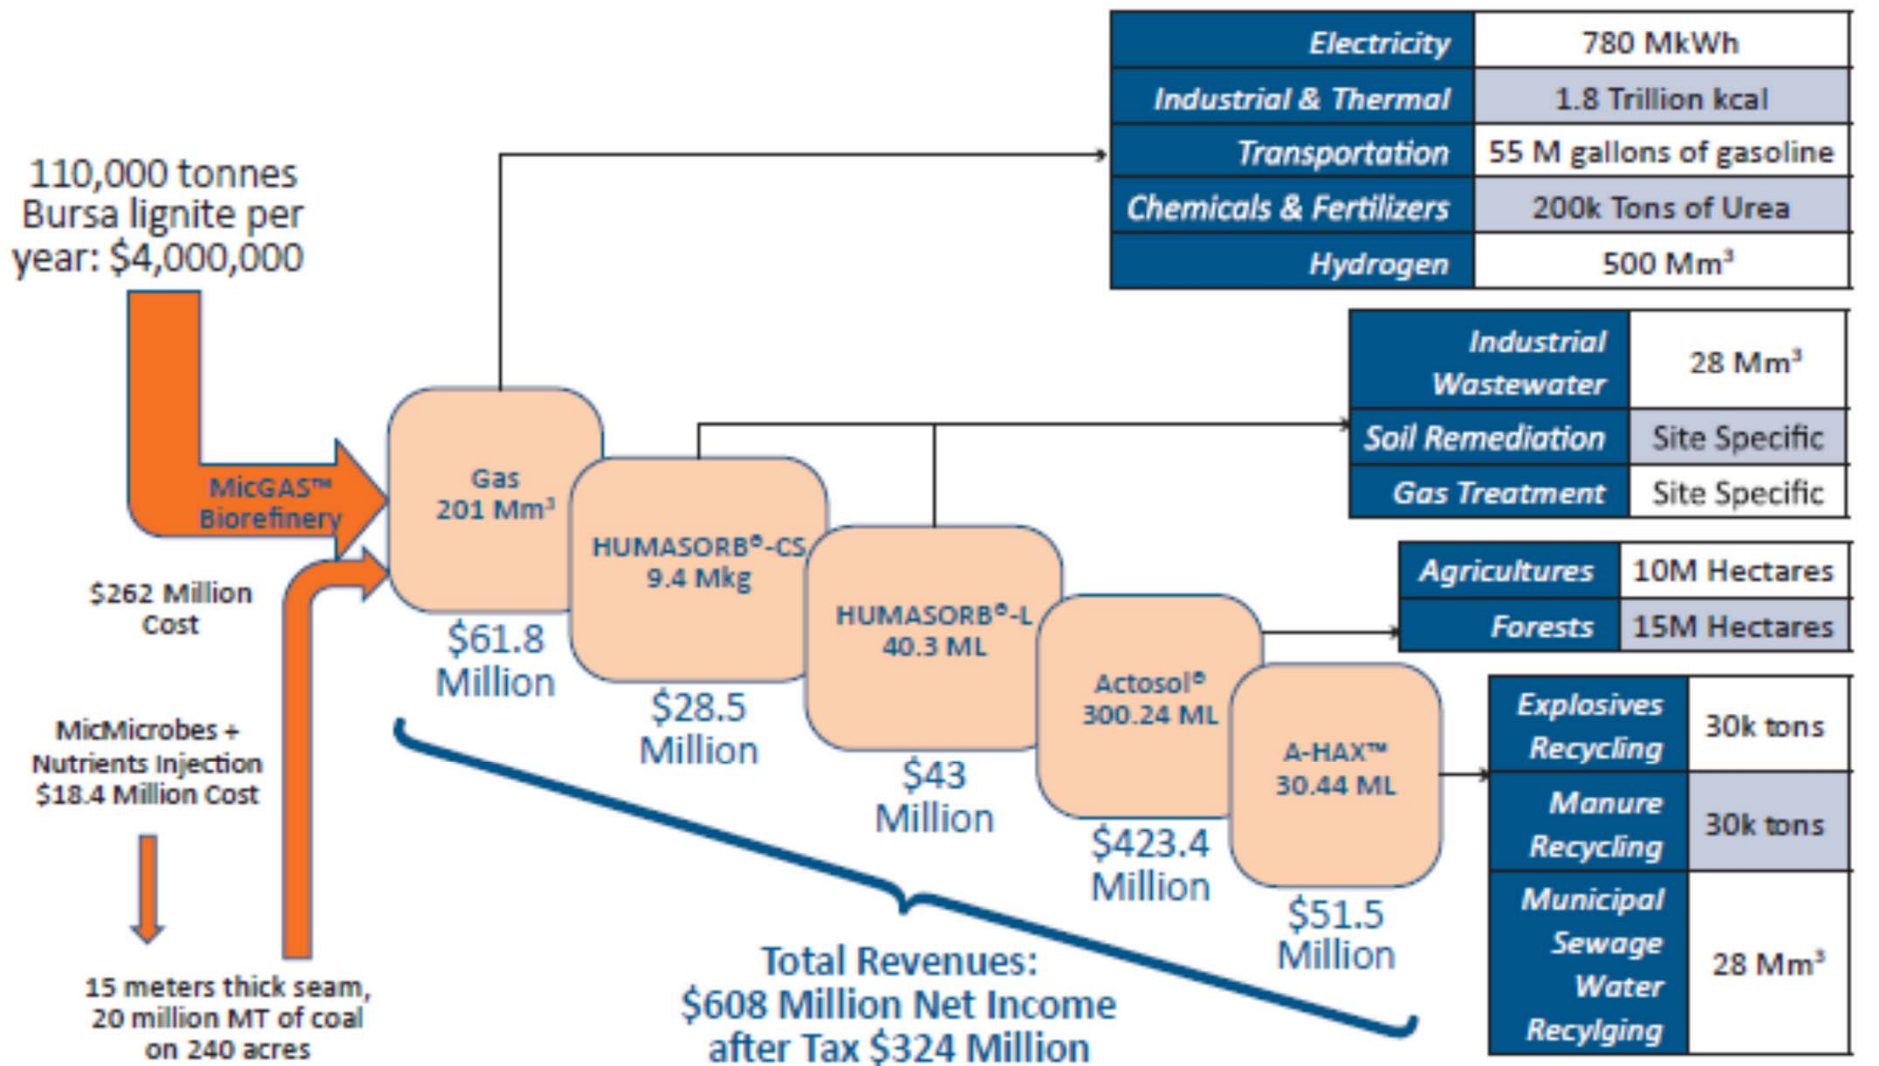 110,000 tonnes
Bursa lignite per
year: $4,000,000
MicGAS™
Biorefinery
$262 Million
Cost
MicMicrobes +
Nutrients Injection
$18.4 Million Cost
15 meters thick seam,
20 million MT of coal
on 240 acres
Gas
201 Mm³
$61.8
Million
HUMASORB®-CS
9.4 Mkg
$28.5
Million
HUMASORB®-L
40.3 ML
$43
Million
Actosol®
300.24 ML
$423.4
Million
A-HAX™
30.44 ML
$51.5
Million
Total Revenues:
$608 Million Net Income
after Tax $324 Million
Electricity 780 MkWh
Industrial & Thermal 1.8 Trillion kcal
Transportation 55 M gallons of gasoline
Chemicals & Fertilizers 200k Tons of Urea
Hydrogen 500 Mm³
Industrial
Wastewater
28 Mm³
Soil Remediation Site Specific
Gas Treatment Site Specific
Agricultures 10M Hectares
Forests 15M Hectares
Explosives
Recycling
30k tons
Manure
Recycling
30k tons
Municipal
Sewage
Water
Recylging
28 Mm³